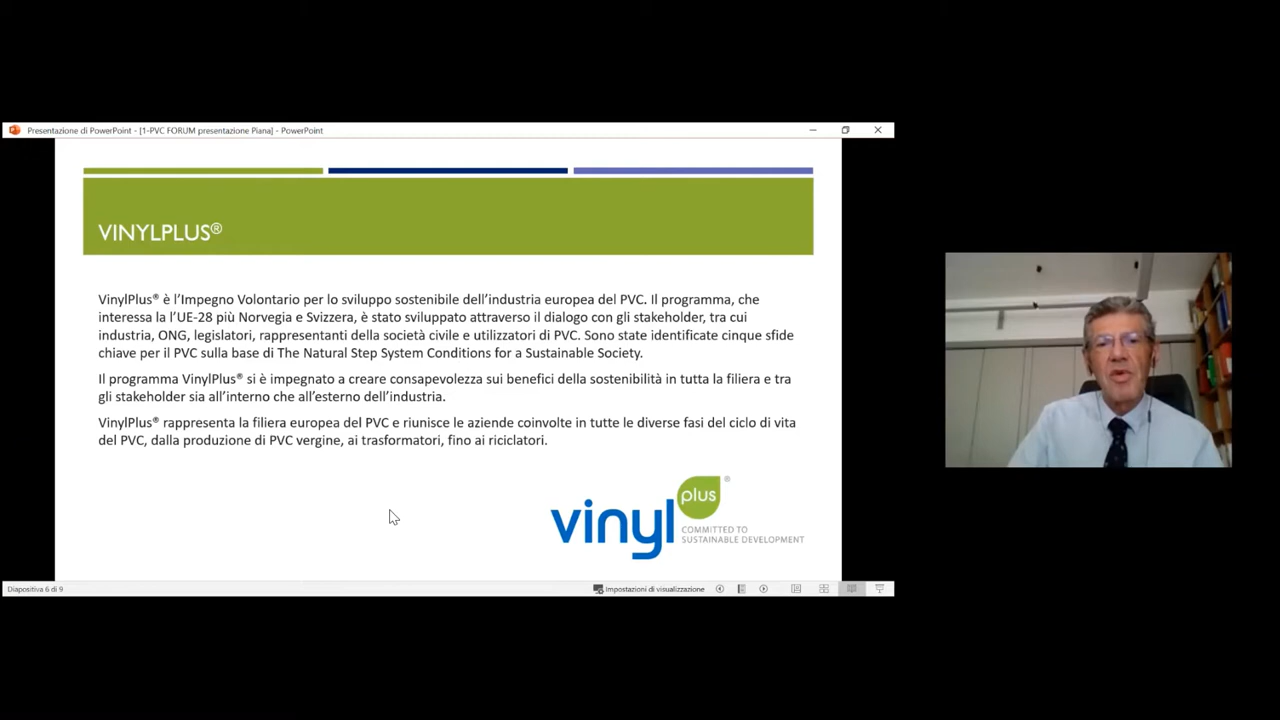 Presentazione di PowerPoint - [1-PVC FORUM presentazione Piana] - PowerPoint
VINYLPLUS®
VinylPlus® è l’Impegno Volontario per lo sviluppo sostenibile dell’industria europea del PVC. Il programma, che
interessa la l’UE-28 più Norvegia e Svizzera, è stato sviluppato attraverso il dialogo con gli stakeholder, tra cui
industria, ONG, legislatori, rappresentanti della società civile e utilizzatori di PVC. Sono state identificate cinque sfide
chiave per il PVC sulla base di The Natural Step System Conditions for a Sustainable Society.
Il programma VinylPlus® si è impegnato a creare consapevolezza sui benefici della sostenibilità in tutta la filiera e tra
gli stakeholder sia all’interno che all’esterno dell’industria.
VinylPlus® rappresenta la filiera europea del PVC e riunisce le aziende coinvolte in tutte le diverse fasi del ciclo di vita
del PVC, dalla produzione di PVC vergine, ai trasformatori, fino ai riciclatori.
vinyl plus ®
COMMITTED TO
SUSTAINABLE DEVELOPMENT
Diapositiva 6 di 9
Impostazioni di visualizzazione